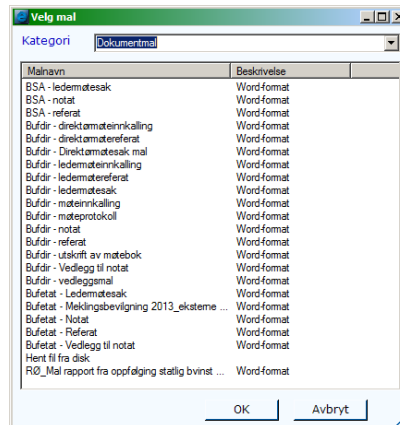 Velg mal
Kategori Dokumentmal
Malnavn Beskrivelse
BSA - ledermøtesak Word-format
BSA - notat Word-format
BSA - referat Word-format
Bufdir - direktørmøteinnkalling Word-format
Bufdir - direktørmøtereferat Word-format
Bufdir - Direktørmøtesak mal Word-format
Bufdir - ledermøteinnkalling Word-format
Bufdir - ledermøtereferat Word-format
Bufdir - ledermøtesak Word-format
Bufdir - møteinnkalling Word-format
Bufdir - møteprotokoll Word-format
Bufdir - notat Word-format
Bufdir - referat Word-format
Bufdir - utskrift av møtebok Word-format
Bufdir - Vedlegg til notat Word-format
Bufdir - vedleggsmal Word-format
Bufetat - Ledermøtesak Word-format
Bufetat - Meklingsbevilgning 2013_eksterne ... Word-format
Bufetat - Notat Word-format
Bufetat - Referat Word-format
Bufetat - Vedlegg til notat Word-format
Hent fil fra disk
RØ_Mal rapport fra oppfølging statlig bvinst ... Word-format
OK Avbryt